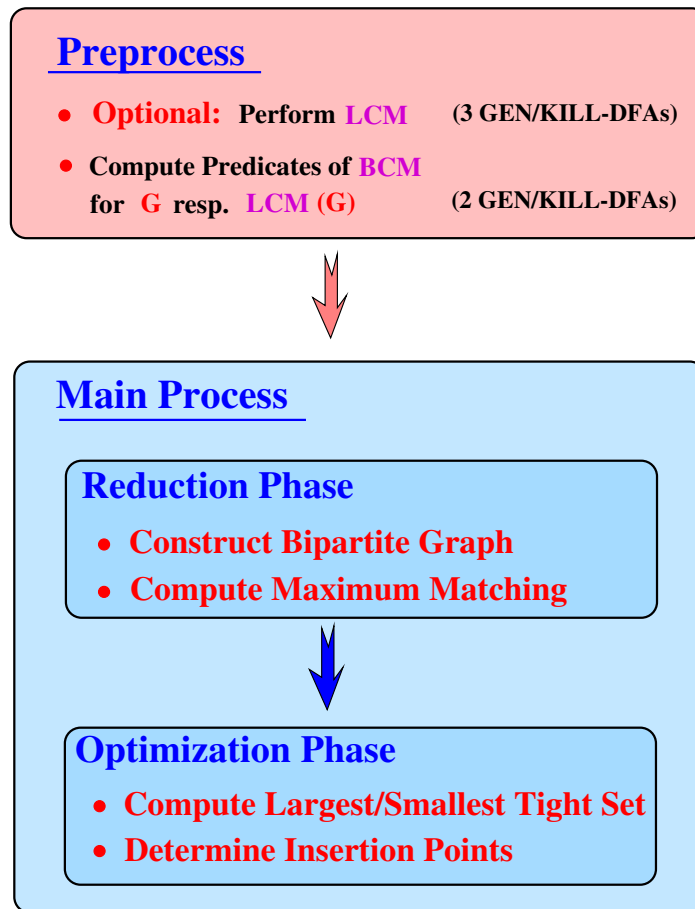 Preprocess
• Optional: Perform LCM (3 GEN/KILL-DFAs)
• Compute Predicates of BCM
for G resp. LCM (G) (2 GEN/KILL-DFAs)
Main Process
Reduction Phase
• Construct Bipartite Graph
• Compute Maximum Matching
Optimization Phase
• Compute Largest/Smallest Tight Set
• Determine Insertion Points